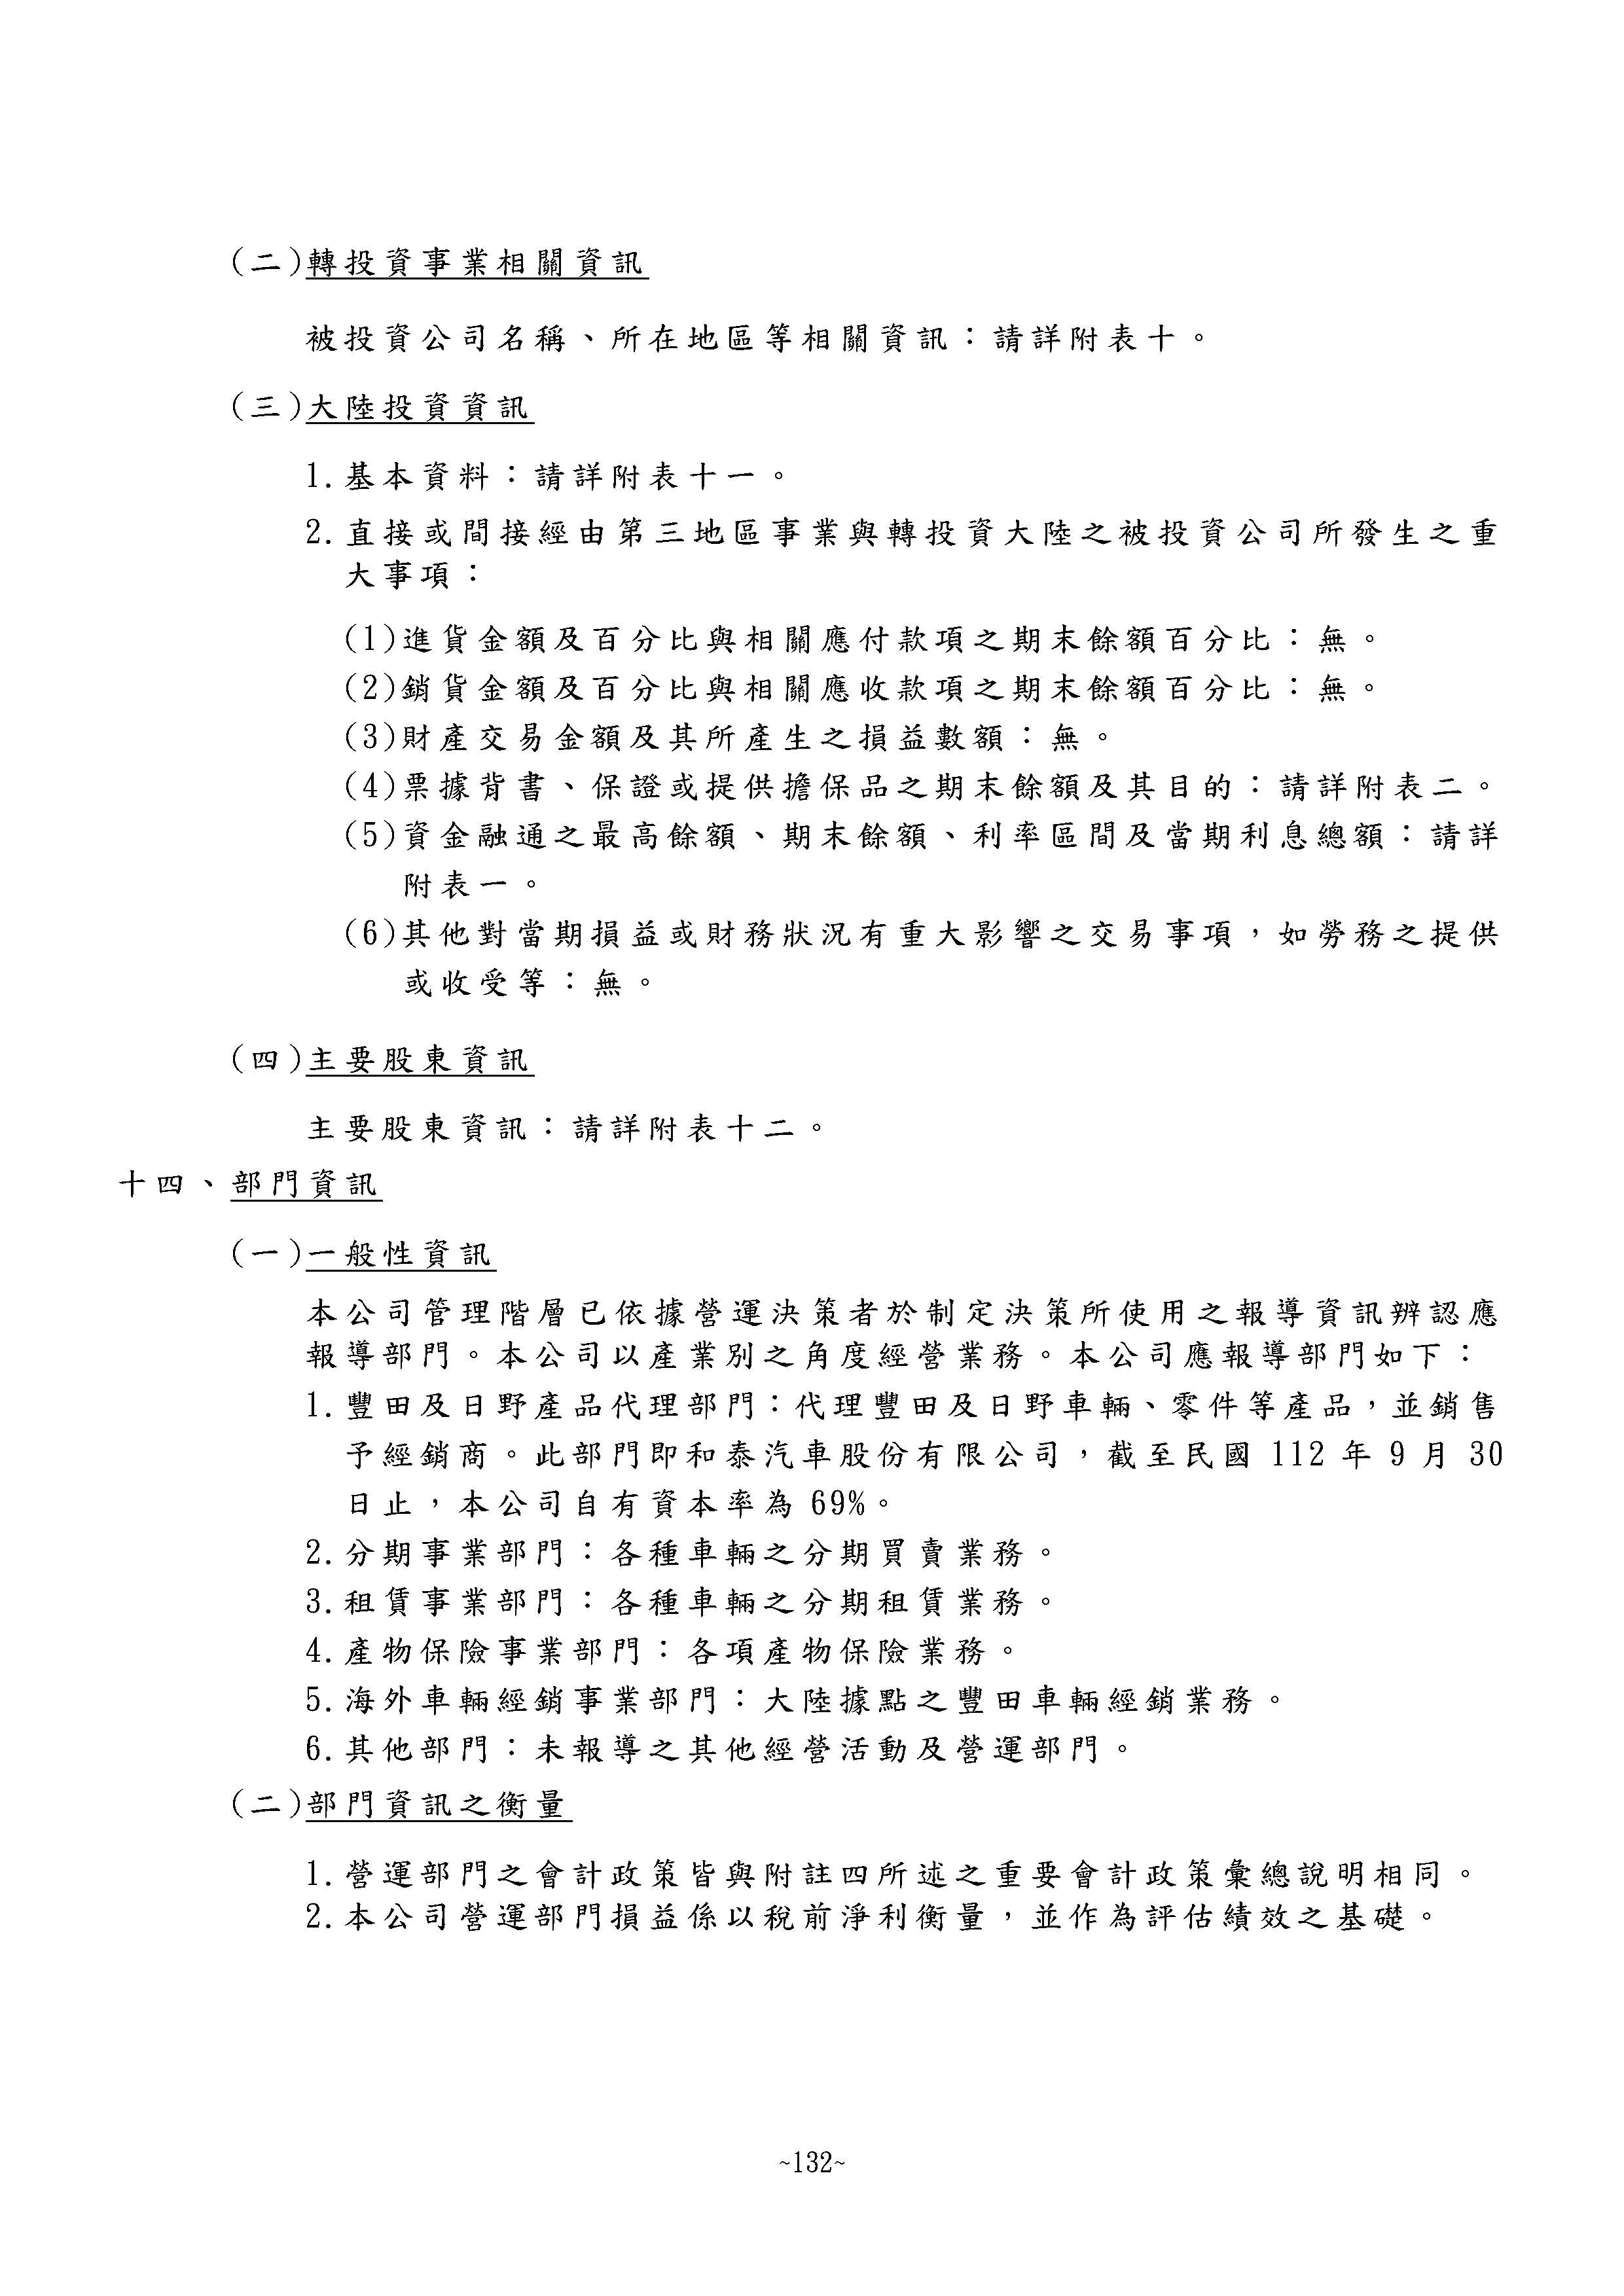 (二)轉投資事業相關資訊
被投資公司名稱、所在地區等相關資訊：請詳附表十。
(三)大陸投資資訊
1.基本資料：請詳附表十一。
2.直接或間接經由第三地區事業與轉投資大陸之被投資公司所發生之重
大事項：
(1)進貨金額及百分比與相關應付款項之期末餘額百分比：無。
(2)銷貨金額及百分比與相關應收款項之期末餘額百分比：無。
(3)財產交易金額及其所產生之損益數額：無。
(4)票據背書、保證或提供擔保品之期末餘額及其目的：請詳附表二。
(5)資金融通之最高餘額、期末餘額、利率區間及當期利息總額：請詳
附表一。
(6)其他對當期損益或財務狀況有重大影響之交易事項，如勞務之提供
或收受等：無。
(四)主要股東資訊
主要股東資訊：請詳附表十二。
十四、部門資訊
(一)一般性資訊
本公司管理階層已依據營運決策者於制定決策所使用之報導資訊辨認應
報導部門。本公司以產業別之角度經營業務。本公司應報導部門如下：
1.豐田及日野產品代理部門：代理豐田及日野車輛、零件等產品，並銷售
予經銷商。此部門即和泰汽車股份有限公司，截至民國 112 年 9 月 30
日止，本公司自有資本率為 69%。
2.分期事業部門：各種車輛之分期買賣業務。
3.租賃事業部門：各種車輛之分期租賃業務。
4.產物保險事業部門：各項產物保險業務。
5.海外車輛經銷事業部門：大陸據點之豐田車輛經銷業務。
6.其他部門：未報導之其他經營活動及營運部門。
(二)部門資訊之衡量
1.營運部門之會計政策皆與附註四所述之重要會計政策彙總說明相同。
2.本公司營運部門損益係以稅前淨利衡量，並作為評估績效之基礎。
~132~